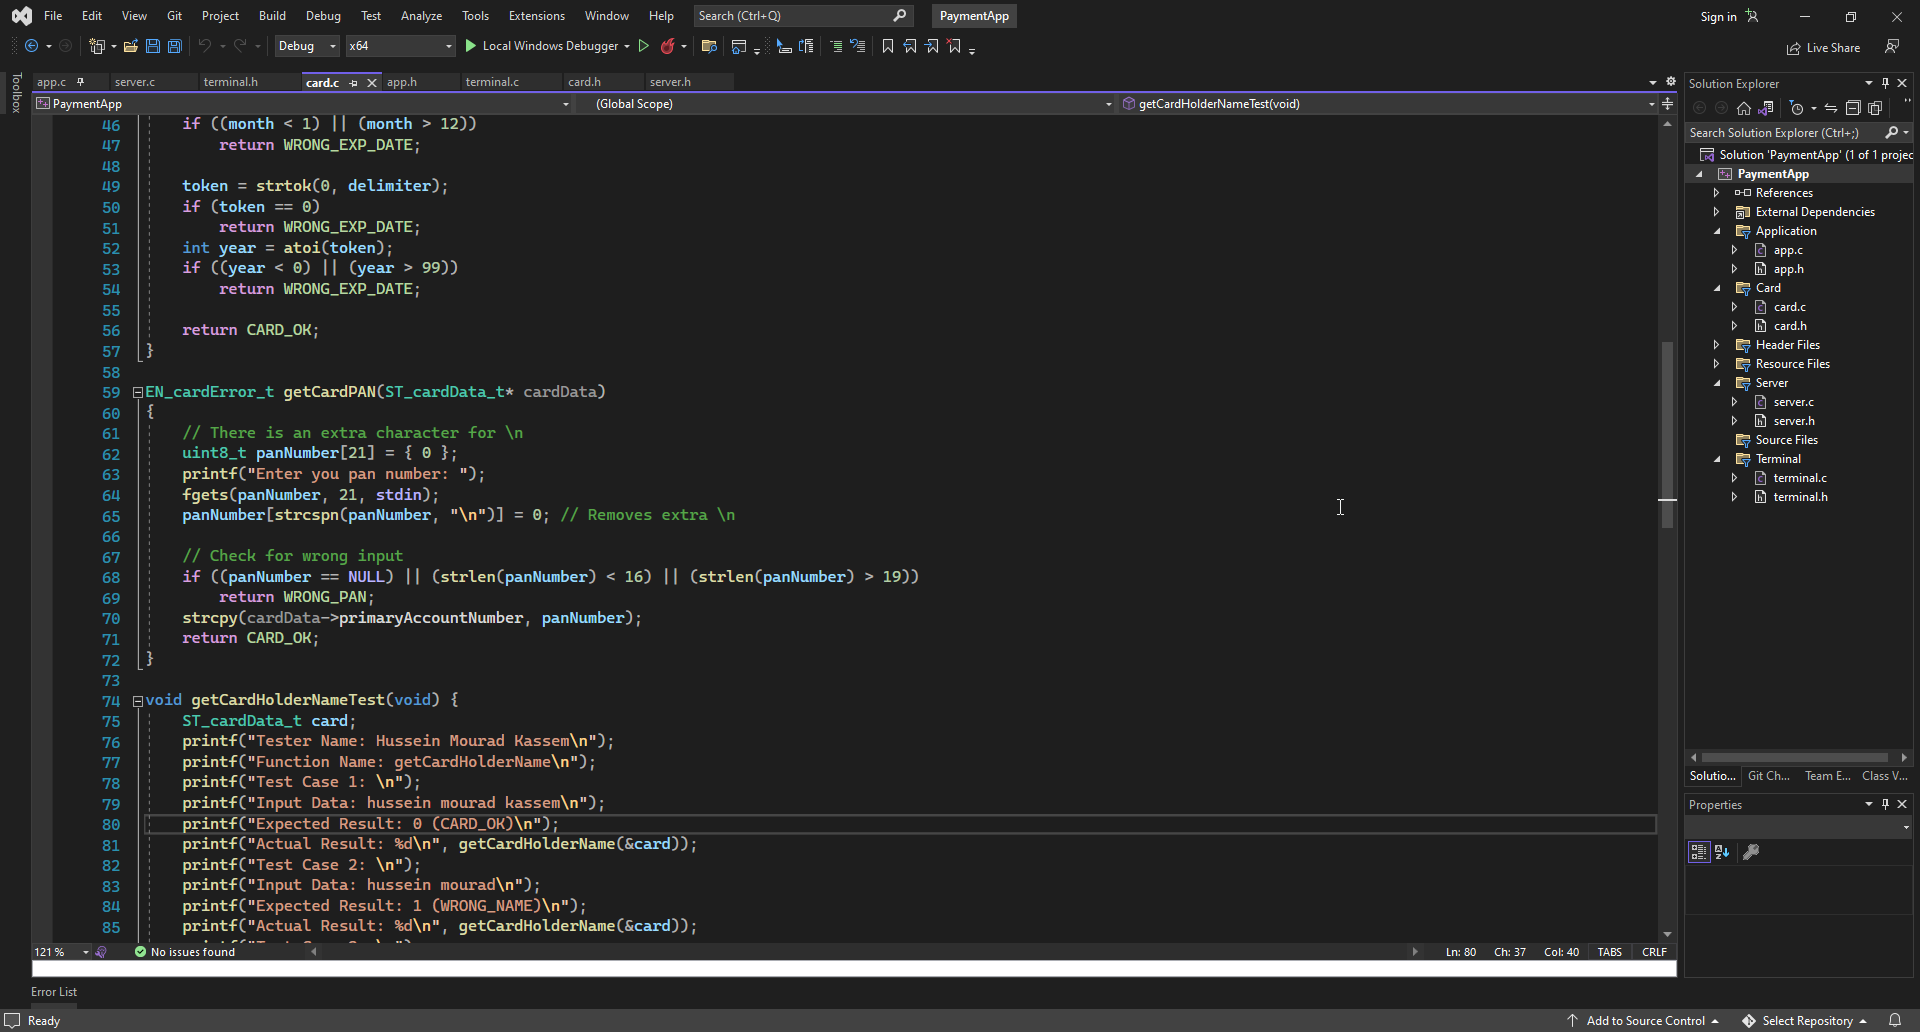 File Edit View Git Project Build Debug Test Analyze Tools Extensions Window Help Search (Ctrl+Q) PaymentApp Sign in
Debug x64 Local Windows Debugger Live Share
Toolbox
app.c server.c terminal.h card.c app.h terminal.c card.h server.h
PaymentApp (Global Scope) getCardHolderNameTest(void)
46 if ((month < 1) || (month > 12))
47 return WRONG_EXP_DATE;
48
49 token = strtok(0, delimiter);
50 if (token == 0)
51 return WRONG_EXP_DATE;
52 int year = atoi(token);
53 if ((year < 0) || (year > 99))
54 return WRONG_EXP_DATE;
55
56 return CARD_OK;
57 }
58
59 EN_cardError_t getCardPAN(ST_cardData_t* cardData)
60 {
61 // There is an extra character for \n
62 uint8_t panNumber[21] = { 0 };
63 printf("Enter you pan number: ");
64 fgets(panNumber, 21, stdin);
65 panNumber[strcspn(panNumber, "\n")] = 0; // Removes extra \n
66
67 // Check for wrong input
68 if ((panNumber == NULL) || (strlen(panNumber) < 16) || (strlen(panNumber) > 19))
69 return WRONG_PAN;
70 strcpy(cardData->primaryAccountNumber, panNumber);
71 return CARD_OK;
72 }
73
74 void getCardHolderNameTest(void) {
75 ST_cardData_t card;
76 printf("Tester Name: Hussein Mourad Kassem\n");
77 printf("Function Name: getCardHolderName\n");
78 printf("Test Case 1: \n");
79 printf("Input Data: hussein mourad kassem\n");
80 printf("Expected Result: 0 (CARD_OK)\n");
81 printf("Actual Result: %d\n", getCardHolderName(&card));
82 printf("Test Case 2: \n");
83 printf("Input Data: hussein mourad\n");
84 printf("Expected Result: 1 (WRONG_NAME)\n");
85 printf("Actual Result: %d\n", getCardHolderName(&card));
121 % No issues found Ln: 80 Ch: 37 Col: 40 TABS CRLF
Error List
Ready Add to Source Control Select Repository
Solution Explorer
Search Solution Explorer (Ctrl+;)
Solution 'PaymentApp' (1 of 1 projec
PaymentApp
References
External Dependencies
Application
app.c
app.h
Card
card.c
card.h
Header Files
Resource Files
Server
server.c
server.h
Source Files
Terminal
terminal.c
terminal.h
Solutio... Git Ch... Team E... Class V...
Properties